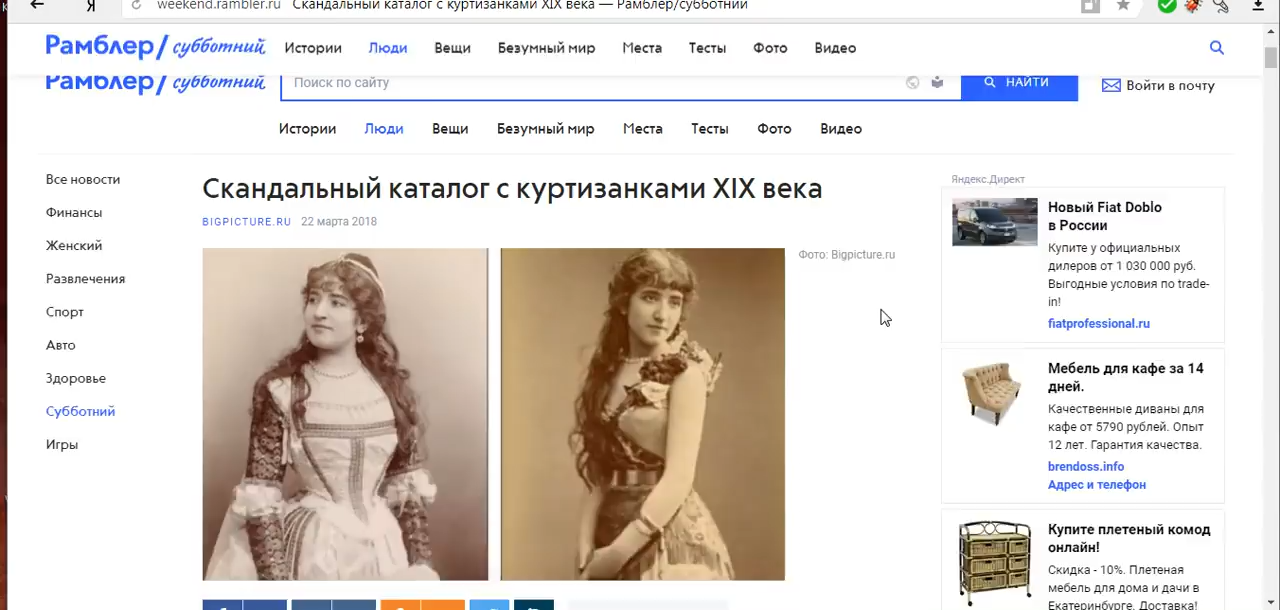 weekend.rambler.ru Скандальный каталог с куртизанками XIX века — Рамблер/субботний
Рамблер/субботний Истории Люди Вещи Безумный мир Места Тесты Фото Видео
Рамблер/субботний Поиск по сайту НАЙТИ Войти в почту
Истории Люди Вещи Безумный мир Места Тесты Фото Видео
Все новости
Финансы
Женский
Развлечения
Спорт
Авто
Здоровье
Субботний
Игры
Скандальный каталог с куртизанками XIX века
BIGPICTURE.RU 22 марта 2018
Фото: Bigpicture.ru
Яндекс.Директ
Новый Fiat Doblo
в России
Купите у официальных
дилеров от 1 030 000 руб.
Выгодные условия по trade-
in!
fiatprofessional.ru
Мебель для кафе за 14
дней.
Качественные диваны для
кафе от 5790 рублей. Опыт
12 лет. Гарантия качества.
brendoss.info
Адрес и телефон
Купите плетеный комод
онлайн!
Скидка - 10%. Плетеная
мебель для дома и дачи в
Екатеринбурге. Доставка!